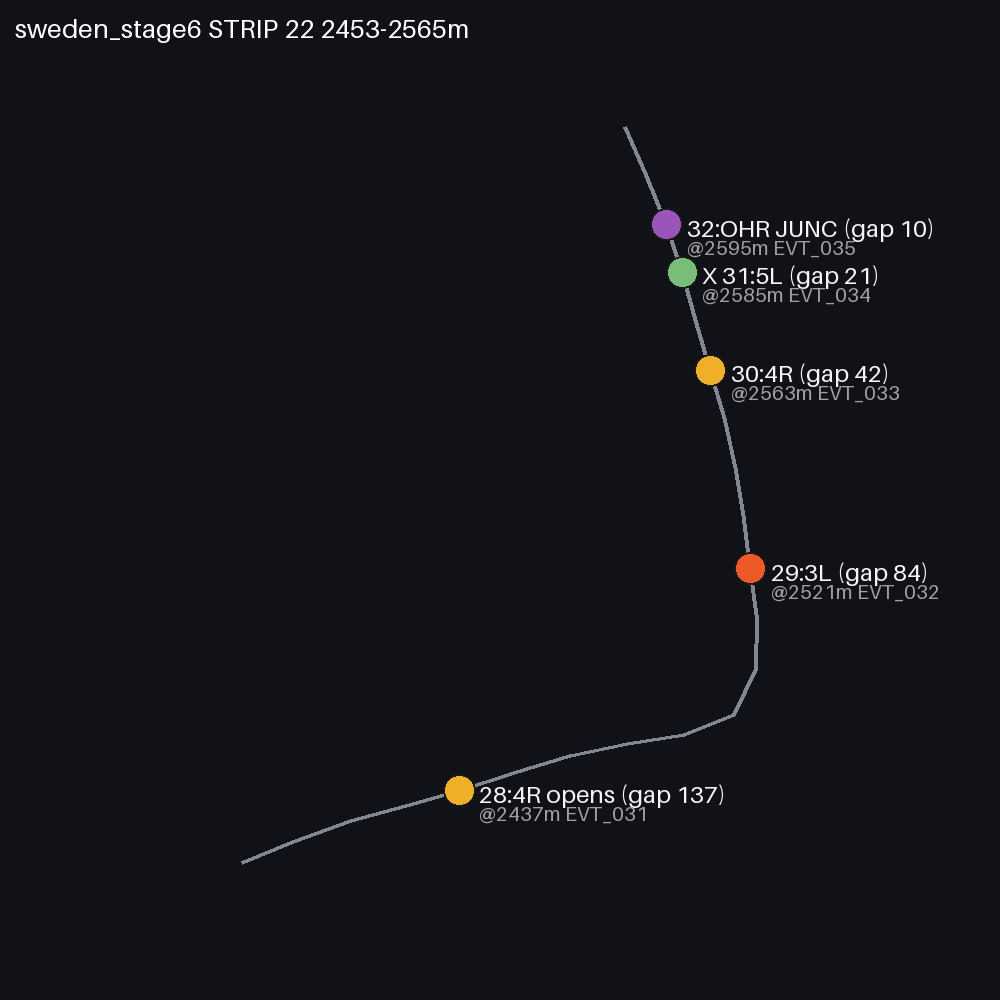 sweden_stage6 STRIP 22 2453-2565m
32:OHR JUNC (gap 10)
@2595m EVT_035
X 31:5L (gap 21)
@2585m EVT_034
30:4R (gap 42)
@2563m EVT_033
29:3L (gap 84)
@2521m EVT_032
28:4R opens (gap 137)
@2437m EVT_031